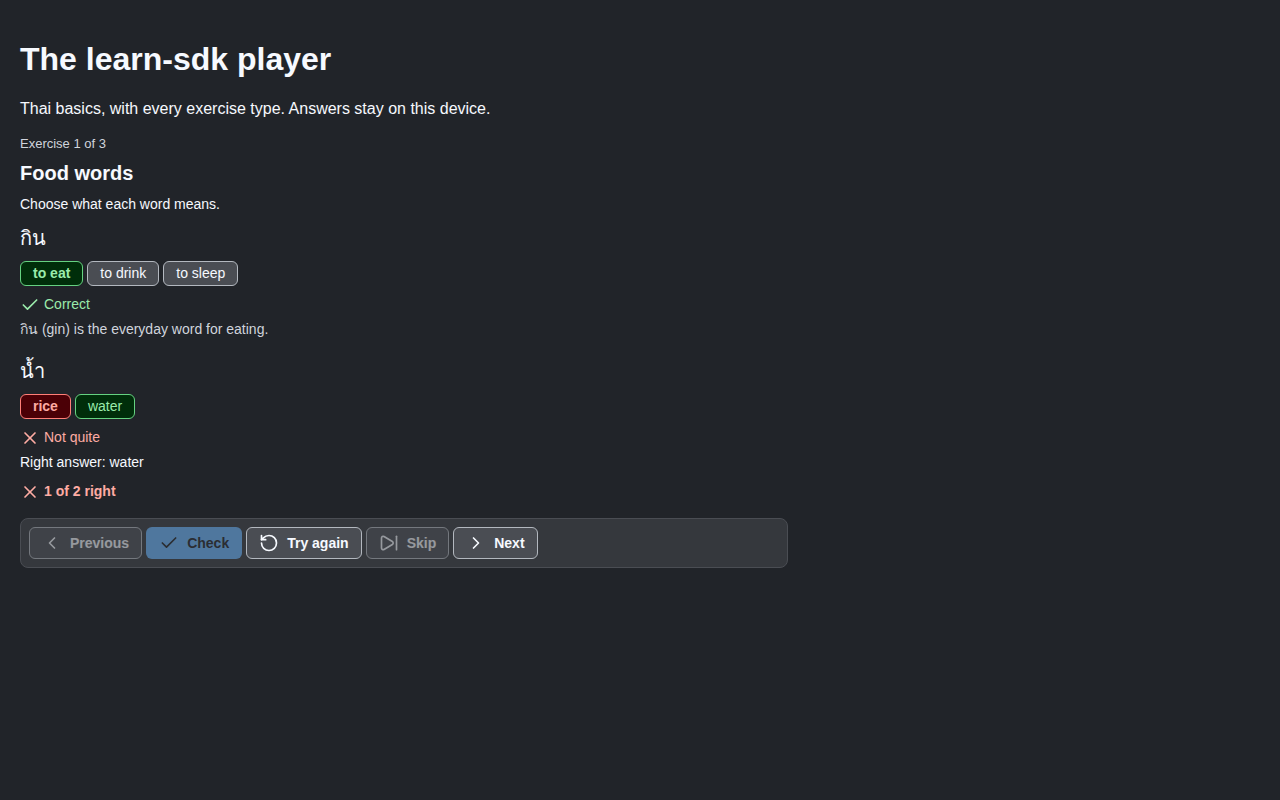 The learn-sdk player
Thai basics, with every exercise type. Answers stay on this device.
Exercise 1 of 3
Food words
Choose what each word means.
กิน
to eat to drink to sleep
Correct
กิน (gin) is the everyday word for eating.
น้ำ
rice water
Not quite
Right answer: water
1 of 2 right
Previous Check Try again Skip Next